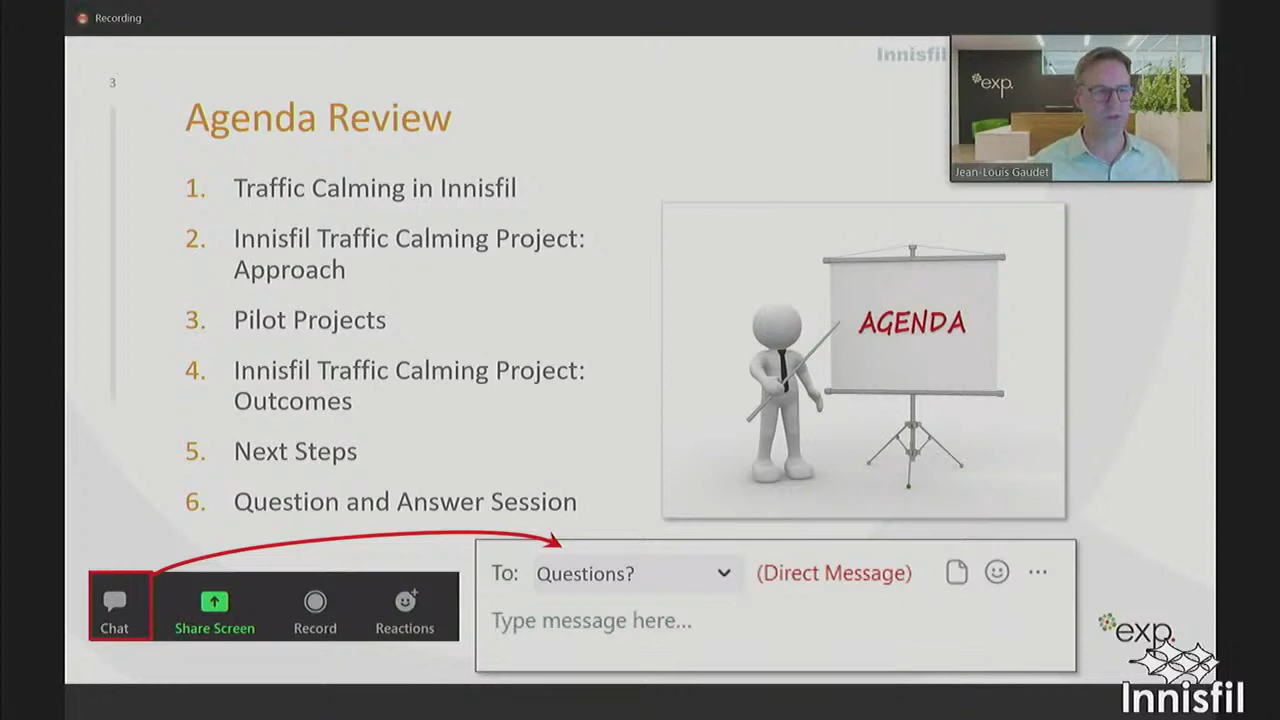 Recording
Innisfil
3
exp.
Jean-Louis Gaudet
Agenda Review
1. Traffic Calming in Innisfil
2. Innisfil Traffic Calming Project:
Approach
3. Pilot Projects
4. Innisfil Traffic Calming Project:
Outcomes
5. Next Steps
6. Question and Answer Session
AGENDA
To: Questions? (Direct Message) ...
Type message here...
Chat
Share Screen
Record
Reactions
exp.
Innisfil